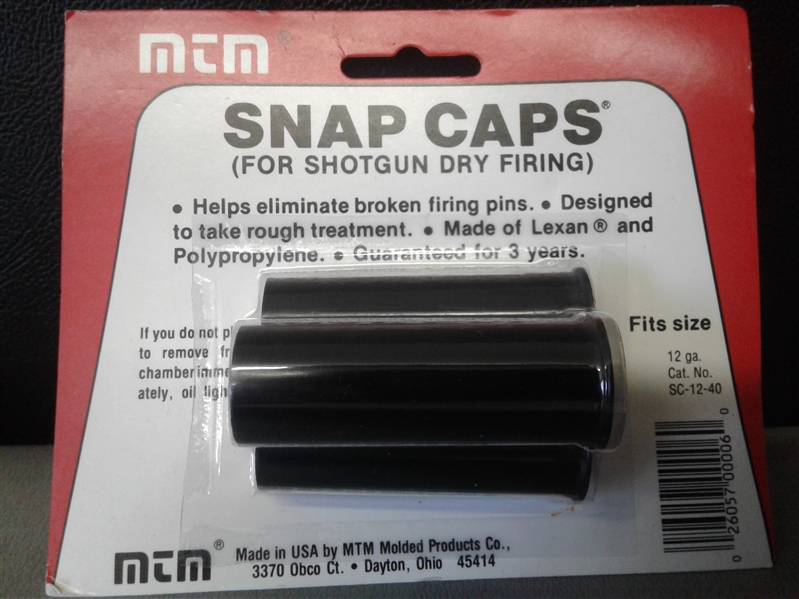 mtm
SNAP CAPS®
(FOR SHOTGUN DRY FIRING)
● Helps eliminate broken firing pins. ● Designed
to take rough treatment. ● Made of Lexan ® and
Polypropylene. ● Guaranteed for 3 years.
If you do not
to remove
chamber
ately, oil
Fits size
12 ga.
Cat. No.
SC-12-40
0 26057 00006 0
mtm®
Made in USA by MTM Molded Products Co.,
3370 Obco Ct. • Dayton, Ohio 45414